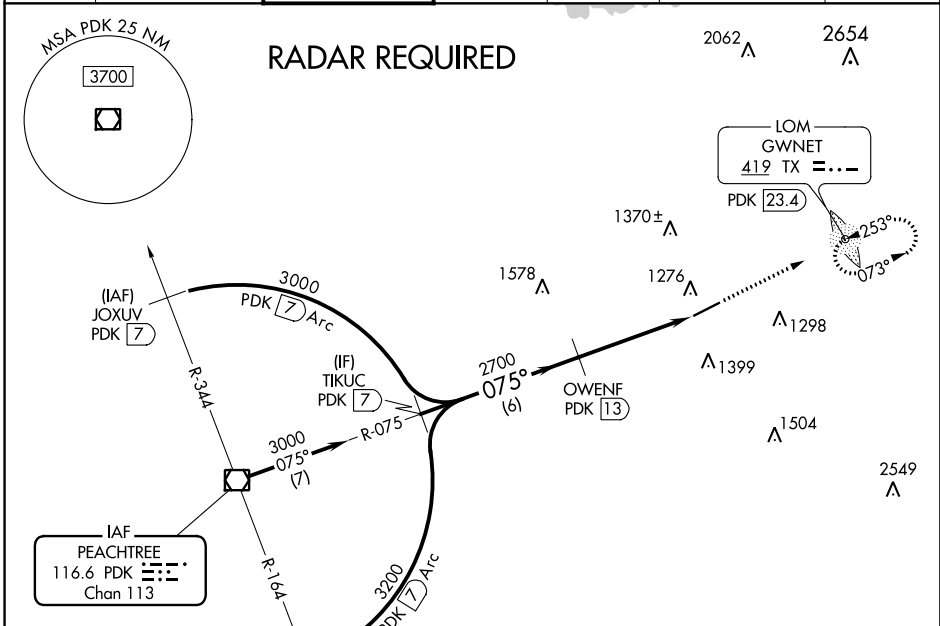 MSA PDK 25 NM
3700
RADAR REQUIRED
2062
2654
LOM
GWNET
419 TX
PDK 23.4
253°
073°
1370±
1578
1276
1298
1399
1504
2549
3000
PDK 7 Arc
(IAF)
JOXUV
PDK 7
R-344
(IF)
TIKUC
PDK 7
2700
075°
(6)
OWENF
PDK 13
R-075
3000
075°
(7)
IAF
PEACHTREE
116.6 PDK
Chan 113
R-164
3200
PDK 7 Arc